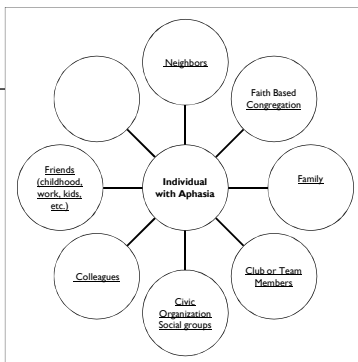 Neighbors
Faith Based
Congregation
Friends
(childhood,
work, kids,
etc.)
Individual
with Aphasia
Family
Colleagues
Club or Team
Members
Civic
Organization
Social groups